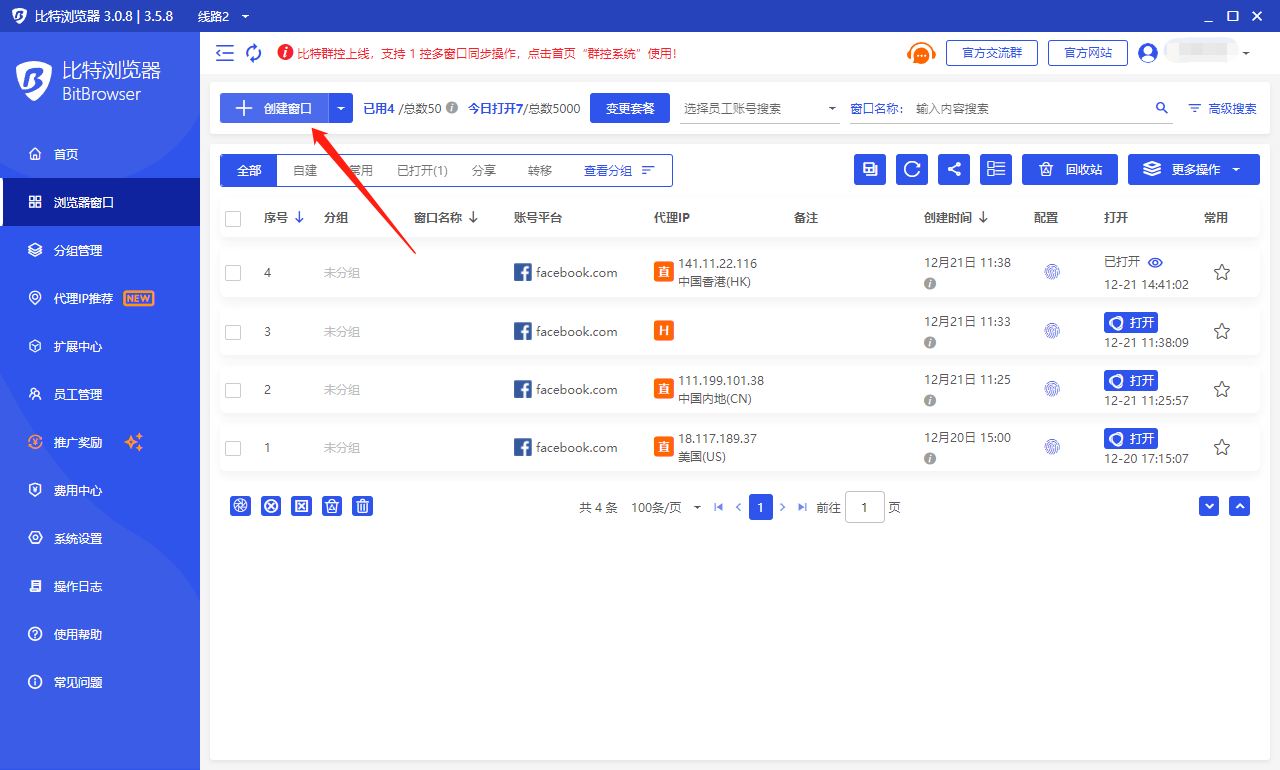 比特浏览器 3.0.8 | 3.5.8 线路2
比特浏览器
BitBrowser
首页
浏览器窗口
分组管理
代理IP推荐 NEW
扩展中心
员工管理
推广奖励
费用中心
系统设置
操作日志
使用帮助
常见问题
比特群控上线，支持 1 控多窗口同步操作，点击首页“群控系统”使用！
官方交流群 官方网站
创建窗口 已用4 /总数50 今日打开7/总数5000 变更套餐 选择员工账号搜索 窗口名称： 输入内容搜索 高级搜索
全部 自建 常用 已打开(1) 分享 转移 查看分组 回收站 更多操作
序号 分组 窗口名称 账号平台 代理IP 备注 创建时间 配置 打开 常用
4 未分组 facebook.com 直 141.11.22.116 12月21日 11:38 已打开
中国香港(HK) 12-21 14:41:02
3 未分组 facebook.com H 12月21日 11:33 打开
12-21 11:38:09
2 未分组 facebook.com 直 111.199.101.38 12月21日 11:25 打开
中国内地(CN) 12-21 11:25:57
1 未分组 facebook.com 直 18.117.189.37 12月20日 15:00 打开
美国(US) 12-20 17:15:07
共 4 条 100条/页 1 前往 1 页